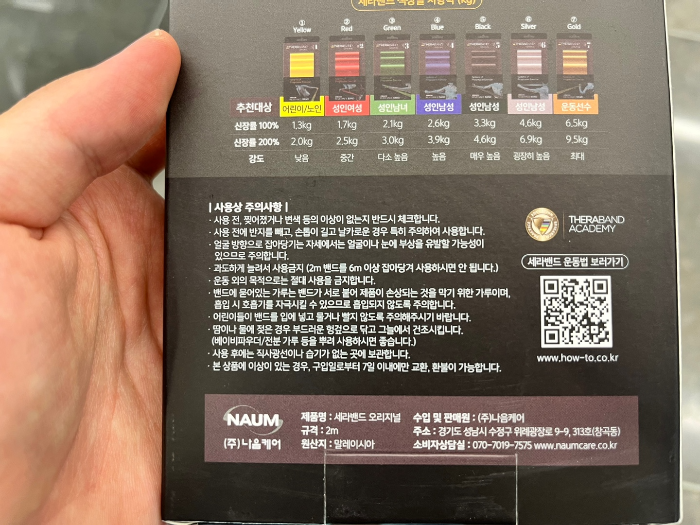 세라밴드 색상별 저항력 (kg)
① ② ③ ④ ⑤ ⑥ ⑦
Yellow Red Green Blue Black Silver Gold
추천대상 어린이/노인 성인여성 성인남녀 성인남성 성인남성 성인남성 운동선수
신장률 100% 1.3kg 1.7kg 2.1kg 2.6kg 3.3kg 4.6kg 6.5kg
신장률 200% 2.0kg 2.5kg 3.0kg 3.9kg 4.6kg 6.9kg 9.5kg
강도 낮음 중간 다소 높음 높음 매우 높음 굉장히 높음 최대
| 사용상 주의사항 |
· 사용 전, 찢어졌거나 변색 등의 이상이 없는지 반드시 체크합니다.
· 사용 전에 반지를 빼고, 손톱이 길고 날카로운 경우 특히 주의하여 사용합니다.
· 얼굴 방향으로 잡아당기는 자세에서는 얼굴이나 눈에 부상을 유발할 가능성이
있으므로 주의합니다.
· 과도하게 늘려서 사용금지 (2m 밴드를 6m 이상 잡아당겨 사용하시면 안 됩니다.)
· 운동 외의 목적으로는 절대 사용을 금지합니다.
· 밴드에 묻어있는 가루는 밴드가 서로 붙어 제품이 손상되는 것을 막기 위한 가루이며,
흡입 시 호흡기를 자극시킬 수 있으므로 흡입되지 않도록 주의합니다.
· 어린이들이 밴드를 입에 넣고 물거나 빨지 않도록 주의해주시기 바랍니다.
· 땀이나 물에 젖은 경우 부드러운 헝겊으로 닦고 그늘에서 건조시킵니다.
(베이비파우더/전분 가루 등을 뿌려 사용하시면 좋습니다.)
· 사용 후에는 직사광선이나 습기가 없는 곳에 보관합니다.
· 본 상품에 이상이 있는 경우, 구입일로부터 7일 이내에만 교환, 환불이 가능합니다.
THERABAND
ACADEMY
세라밴드 운동법 보러가기
www.how-to.co.kr
NAUM
(주)나음케어
제품명 : 세라밴드 오리지널
규격 : 2m
원산지 : 말레이시아
수입 및 판매원 : (주)나음케어
주소 : 경기도 성남시 수정구 위례광장로 9-9, 313호(창곡동)
소비자상담실 : 070-7019-7575 www.naumcare.co.kr